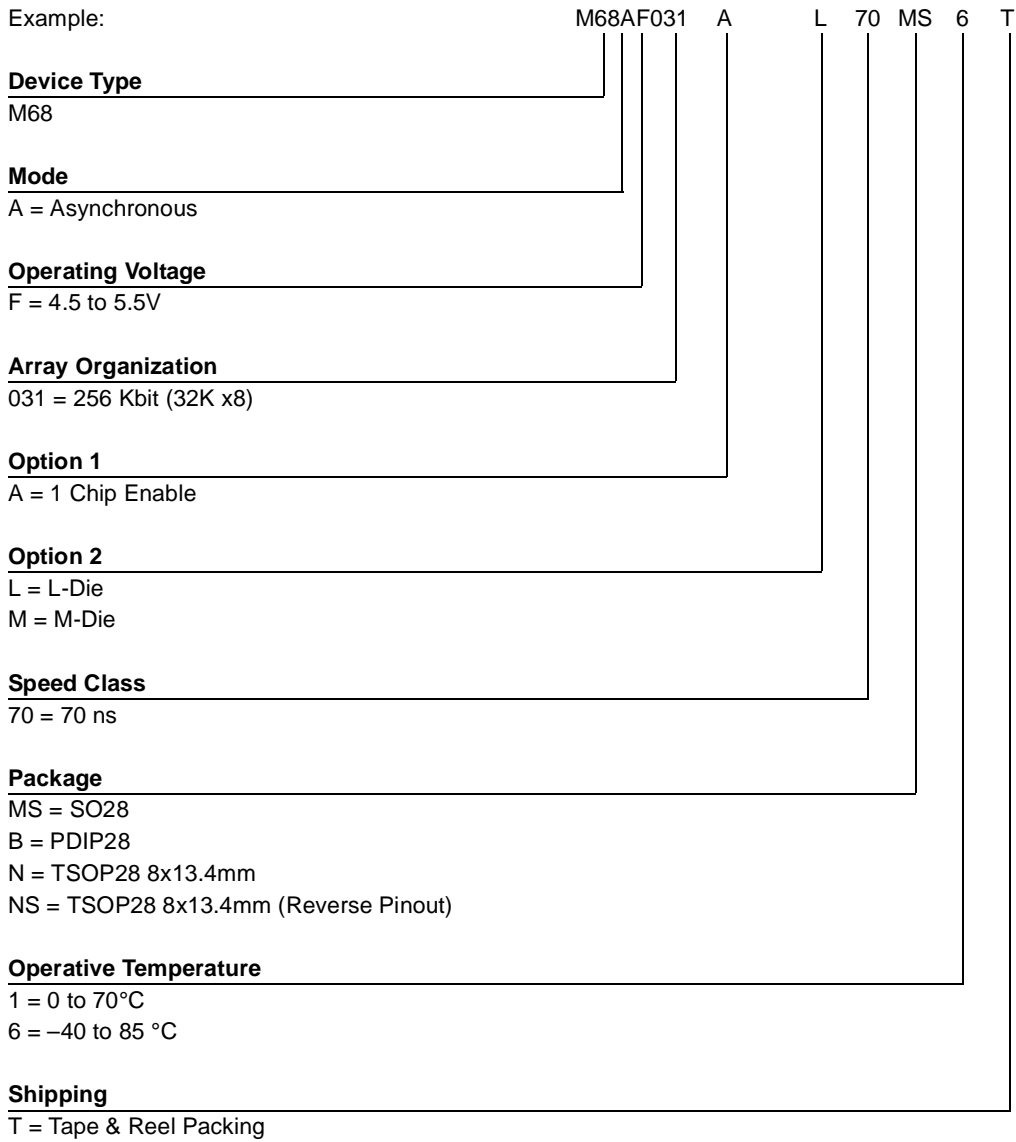 Example: M68AF031 A L 70 MS 6 T
Device Type
M68
Mode
A = Asynchronous
Operating Voltage
F = 4.5 to 5.5V
Array Organization
031 = 256 Kbit (32K x8)
Option 1
A = 1 Chip Enable
Option 2
L = L-Die
M = M-Die
Speed Class
70 = 70 ns
Package
MS = SO28
B = PDIP28
N = TSOP28 8x13.4mm
NS = TSOP28 8x13.4mm (Reverse Pinout)
Operative Temperature
1 = 0 to 70°C
6 = –40 to 85 °C
Shipping
T = Tape & Reel Packing